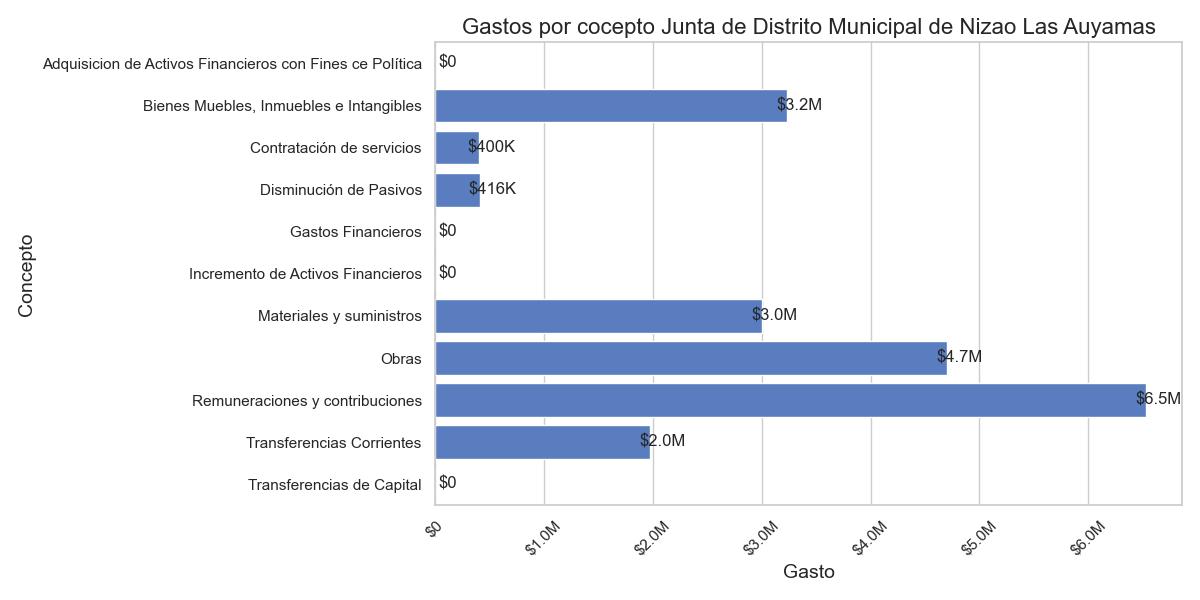 Gastos por cocepto Junta de Distrito Municipal de Nizao Las Auyamas
Concepto
Adquisicion de Activos Financieros con Fines ce Política $0
Bienes Muebles, Inmuebles e Intangibles $3.2M
Contratación de servicios $400K
Disminución de Pasivos $416K
Gastos Financieros $0
Incremento de Activos Financieros $0
Materiales y suministros $3.0M
Obras $4.7M
Remuneraciones y contribuciones $6.5M
Transferencias Corrientes $2.0M
Transferencias de Capital $0
$0 $1.0M $2.0M $3.0M $4.0M $5.0M $6.0M
Gasto